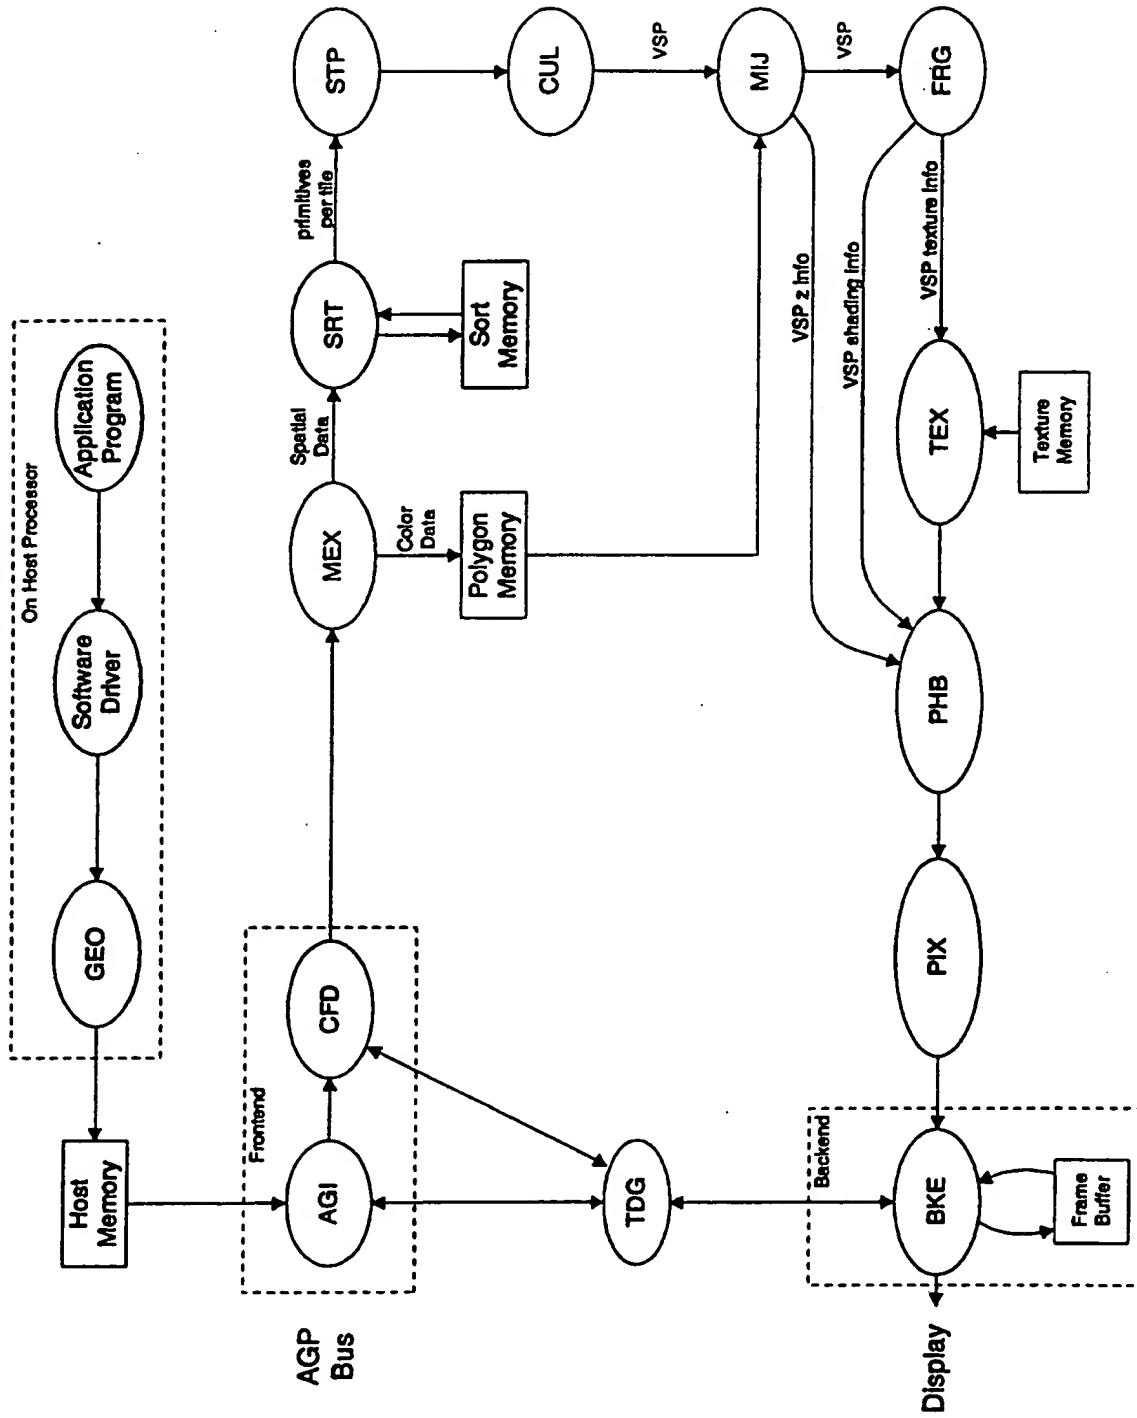 On Host Processor
Application
Program
Software
Driver
GEO
Host
Memory
AGP
Bus
Frontend
AGI
CFD
MEX
Spatial
Data
Color
Data
Polygon
Memory
SRT
Sort
Memory
primitives
per tile
STP
CUL
VSP
MIJ
VSP
FRG
VSP z info
VSP shading info
VSP texture info
TEX
Texture
Memory
PHB
PIX
TDG
Backend
BKE
Frame
Buffer
Display